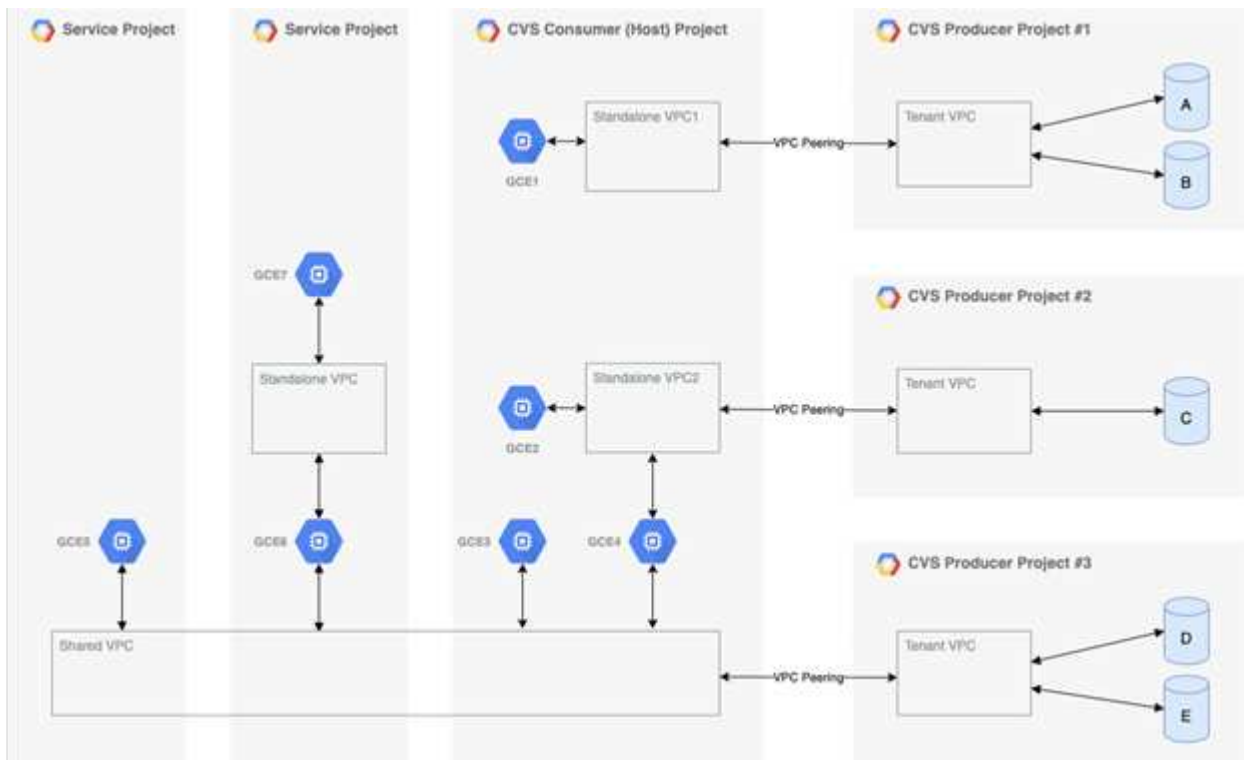 Service Project
Service Project
CVS Consumer (Host) Project
CVS Producer Project #1
Standalone VPC1
Tenant VPC
A
VPC Peering
GCE1
B
GCE7
CVS Producer Project #2
Standalone VPC
Standalone VPC2
Tenant VPC
VPC Peering
C
GCE2
GCE5
GCE6
GCE3
GCE4
CVS Producer Project #3
Shared VPC
Tenant VPC
D
VPC Peering
E